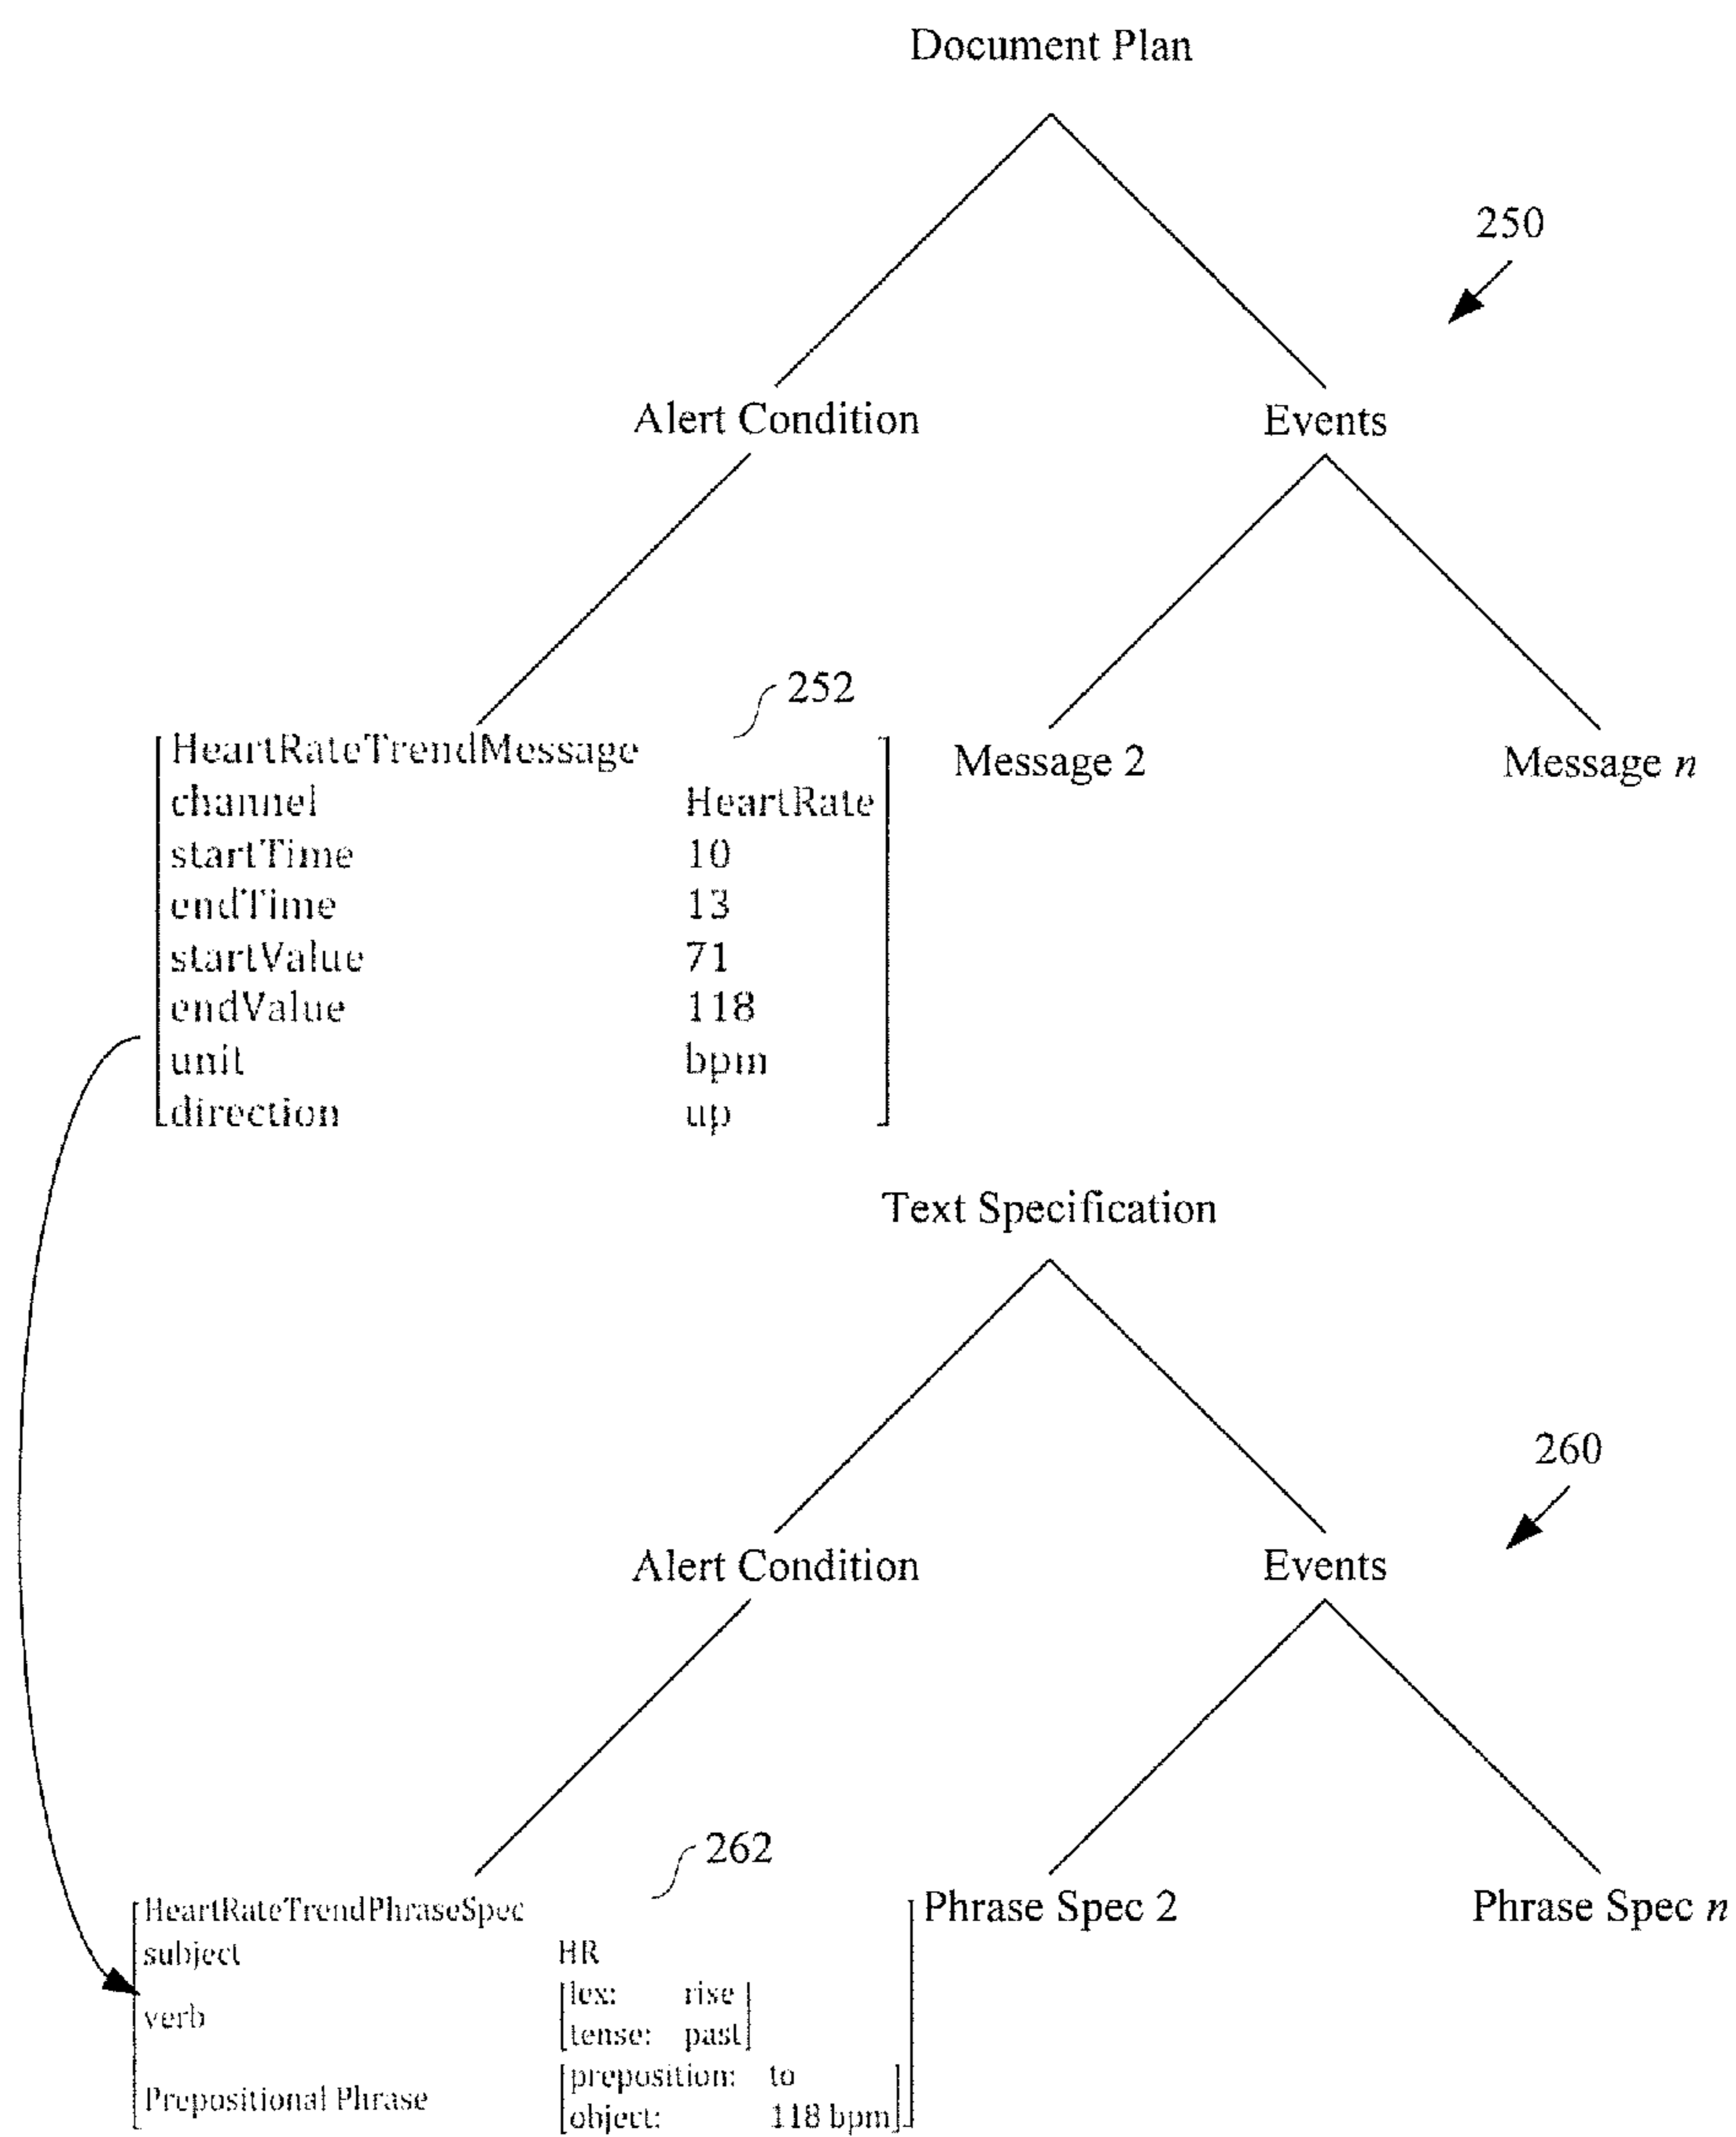 Document Plan
250
Alert Condition Events
252
HeartRateTrendMessage
channel HeartRate
startTime 10
endTime 13
startValue 71
endValue 118
unit bpm
direction up
Message 2 Message n
Text Specification
260
Alert Condition Events
262
HeartRateTrendPhraseSpec
subject HR
verb
lex: rise
tense: past
Prepositional Phrase
preposition: to
object: 118 bpm
Phrase Spec 2 Phrase Spec n